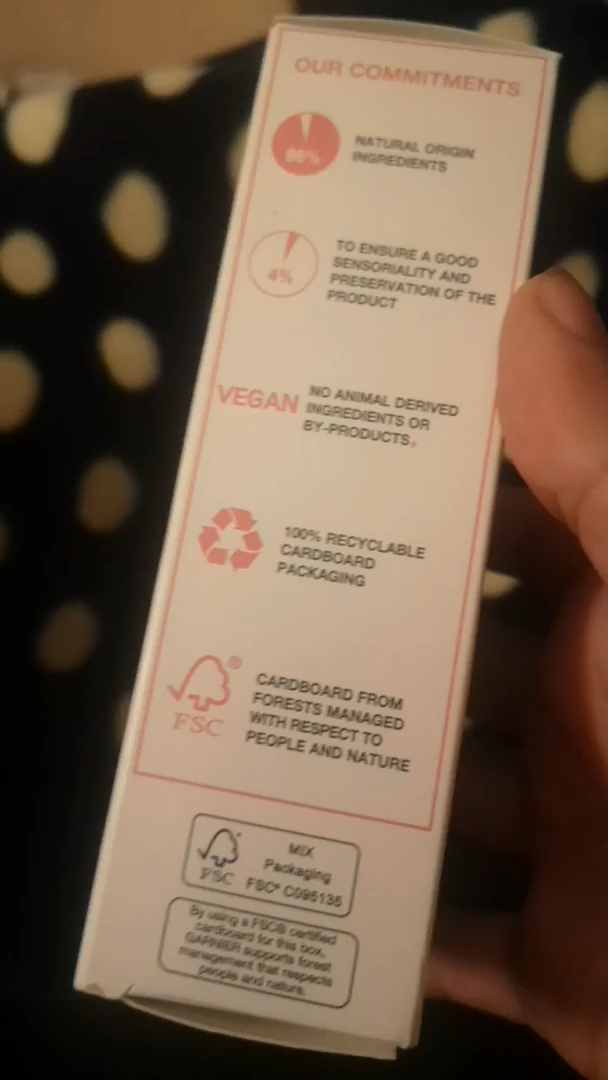 OUR COMMITMENTS
96%
NATURAL ORIGIN
INGREDIENTS
4%
TO ENSURE A GOOD
SENSORIALITY AND
PRESERVATION OF THE
PRODUCT
VEGAN
NO ANIMAL DERIVED
INGREDIENTS OR
BY-PRODUCTS.
100% RECYCLABLE
CARDBOARD
PACKAGING
®
FSC
CARDBOARD FROM
FORESTS MANAGED
WITH RESPECT TO
PEOPLE AND NATURE
FSC
MIX
Packaging
FSC® C095135
By using a FSC® certified
cardboard for this box,
GARNIER supports forest
management that respects
people and nature.